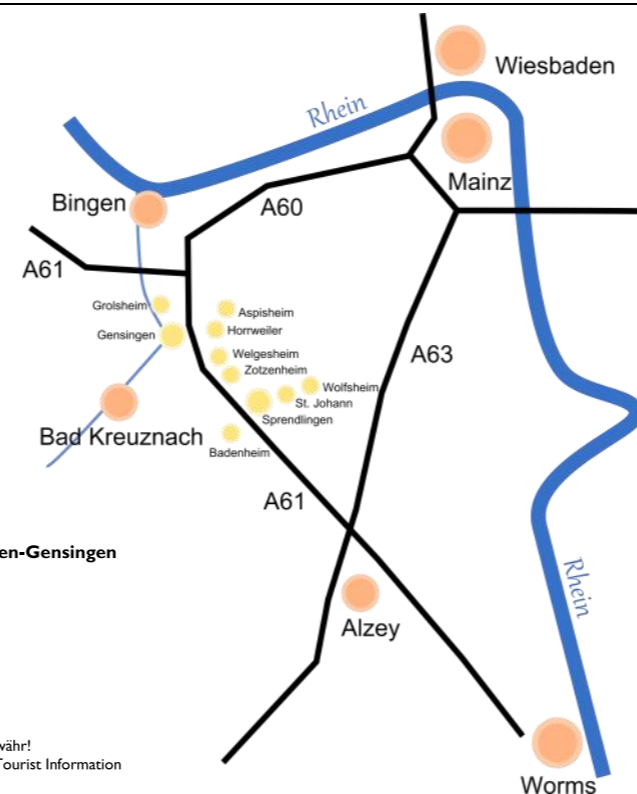 Wiesbaden
Rhein
Mainz
Bingen
A60
A61
Grolsheim
Aspisheim
Gensingen
Horrweiler
A63
Welgesheim
Zotzenheim
Wolfsheim
St. Johann
Sprendlingen
Bad Kreuznach
Badenheim
A61
en-Gensingen
Rhein
Alzey
währ!
Tourist Information
Worms